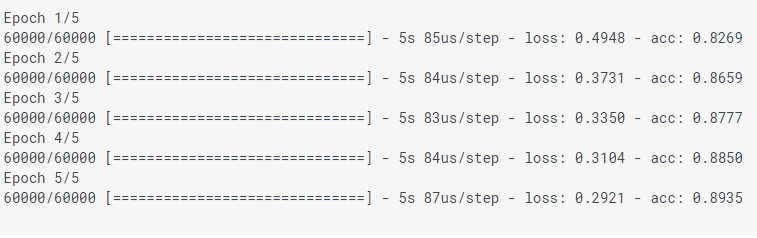 Epoch 1/5
60000/60000 [==============================] - 5s 85us/step - loss: 0.4948 - acc: 0.8269
Epoch 2/5
60000/60000 [==============================] - 5s 84us/step - loss: 0.3731 - acc: 0.8659
Epoch 3/5
60000/60000 [==============================] - 5s 83us/step - loss: 0.3350 - acc: 0.8777
Epoch 4/5
60000/60000 [==============================] - 5s 84us/step - loss: 0.3104 - acc: 0.8850
Epoch 5/5
60000/60000 [==============================] - 5s 87us/step - loss: 0.2921 - acc: 0.8935